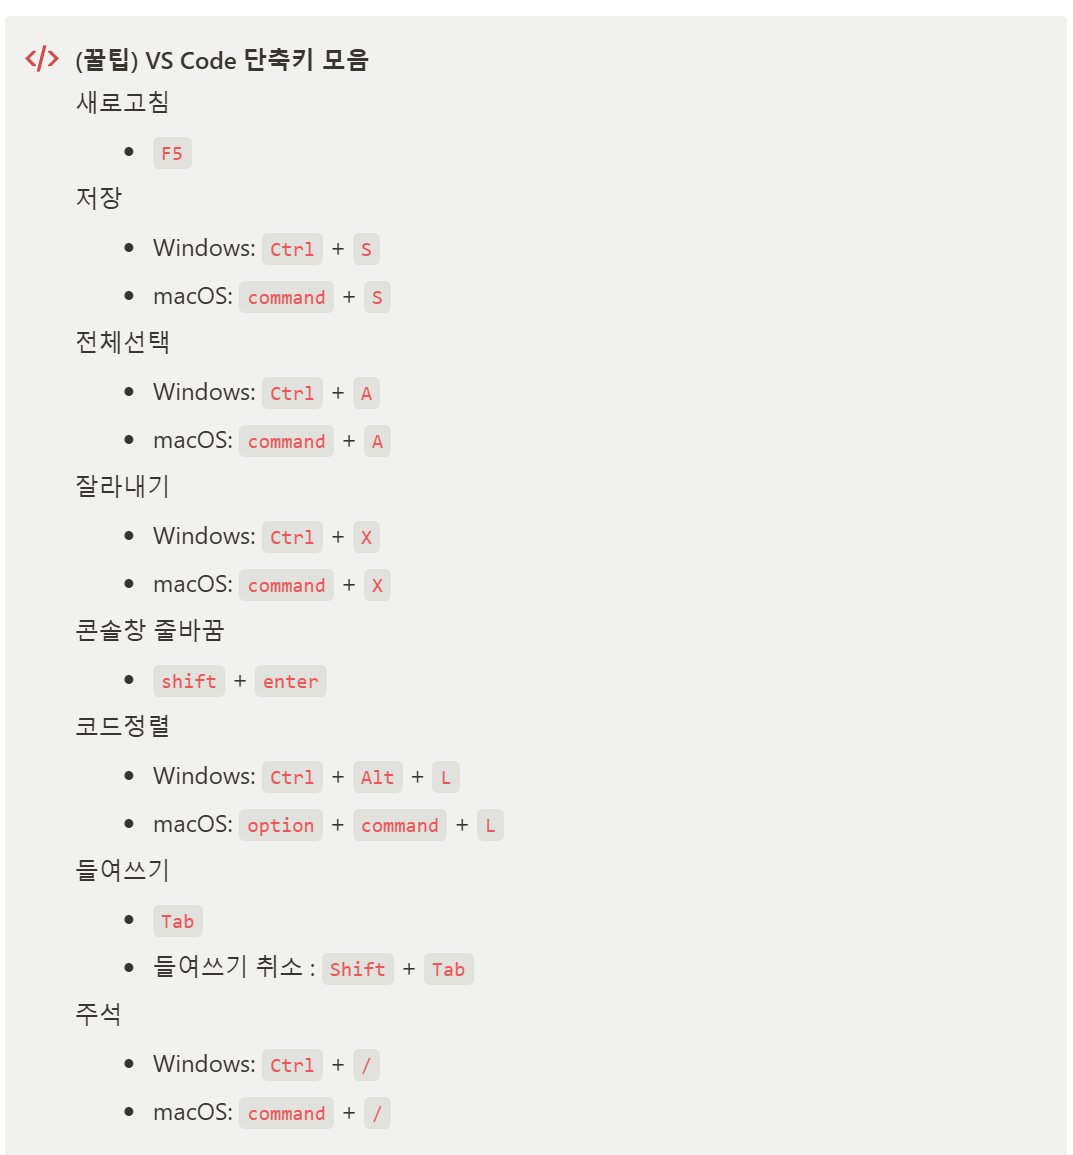 (꿀팁) VS Code 단축키 모음
새로고침
• F5
저장
• Windows: Ctrl + S
• macOS: command + S
전체선택
• Windows: Ctrl + A
• macOS: command + A
잘라내기
• Windows: Ctrl + X
• macOS: command + X
콘솔창 줄바꿈
• shift + enter
코드정렬
• Windows: Ctrl + Alt + L
• macOS: option + command + L
들여쓰기
• Tab
• 들여쓰기 취소 : Shift + Tab
주석
• Windows: Ctrl + /
• macOS: command + /